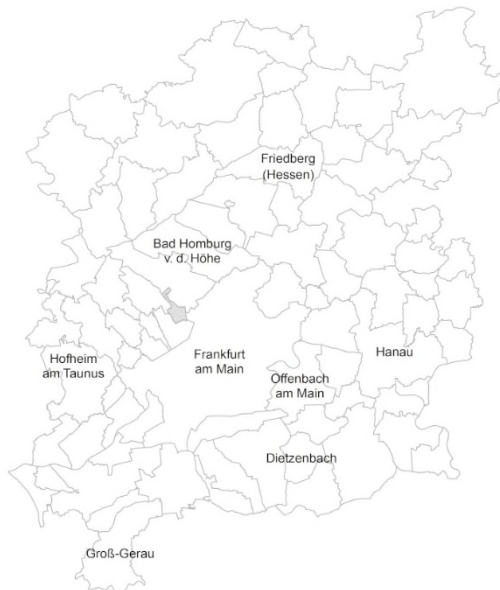 Friedberg
(Hessen)
Bad Homburg
v. d. Höhe
Frankfurt
am Main
Hanau
Hofheim
am Taunus
Offenbach
am Main
Dietzenbach
Groß-Gerau